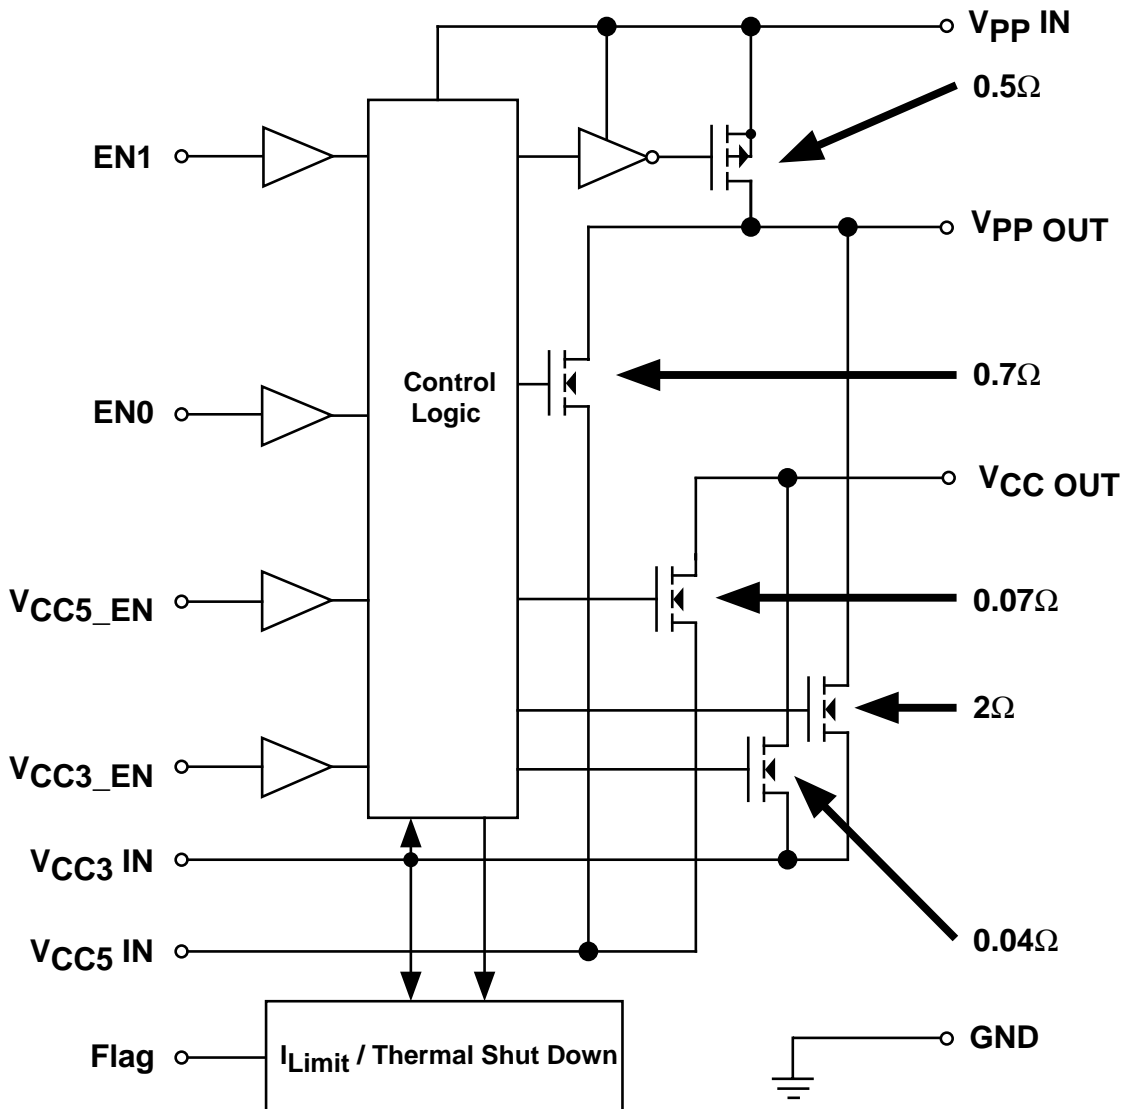 VPP IN
0.5Ω
EN1
VPP OUT
Control
Logic
0.7Ω
EN0
VCC OUT
VCC5_EN
0.07Ω
2Ω
VCC3_EN
VCC3 IN
0.04Ω
VCC5 IN
GND
Flag
ILimit / Thermal Shut Down